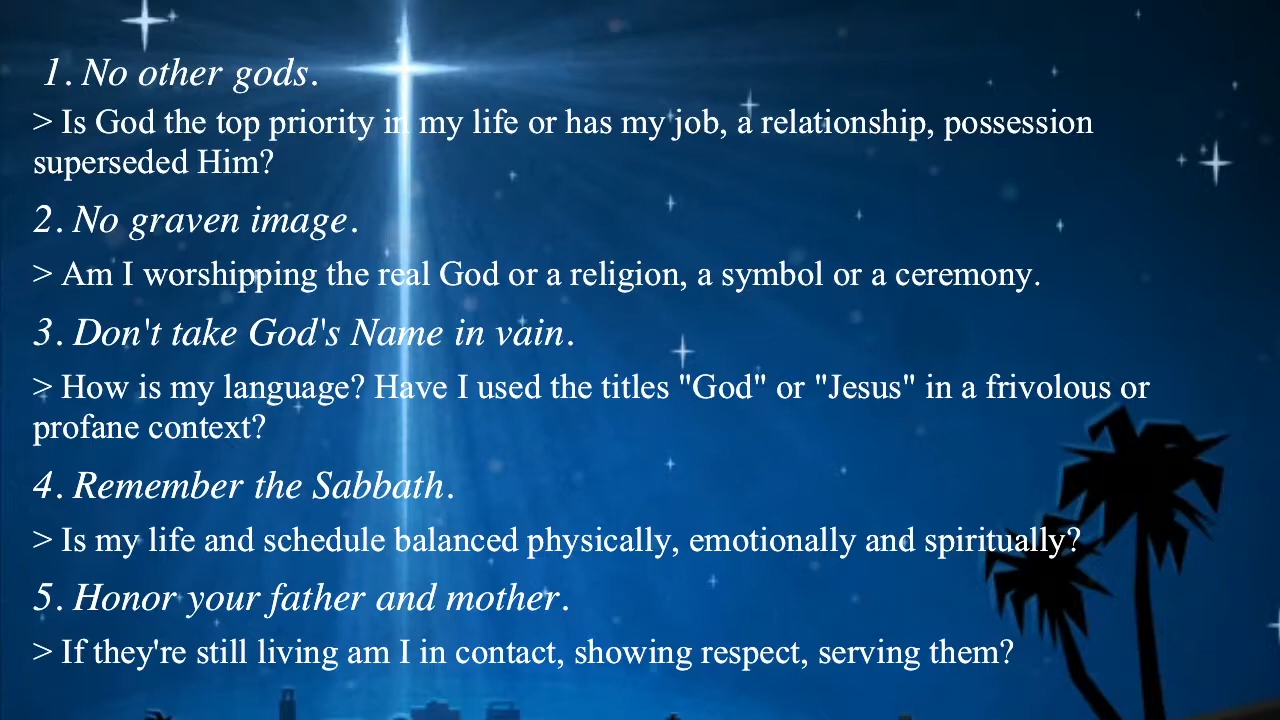 1. No other gods.
> Is God the top priority in my life or has my job, a relationship, possession
superseded Him?
2. No graven image.
> Am I worshipping the real God or a religion, a symbol or a ceremony.
3. Don't take God's Name in vain.
> How is my language? Have I used the titles "God" or "Jesus" in a frivolous or
profane context?
4. Remember the Sabbath.
> Is my life and schedule balanced physically, emotionally and spiritually?
5. Honor your father and mother.
> If they're still living am I in contact, showing respect, serving them?